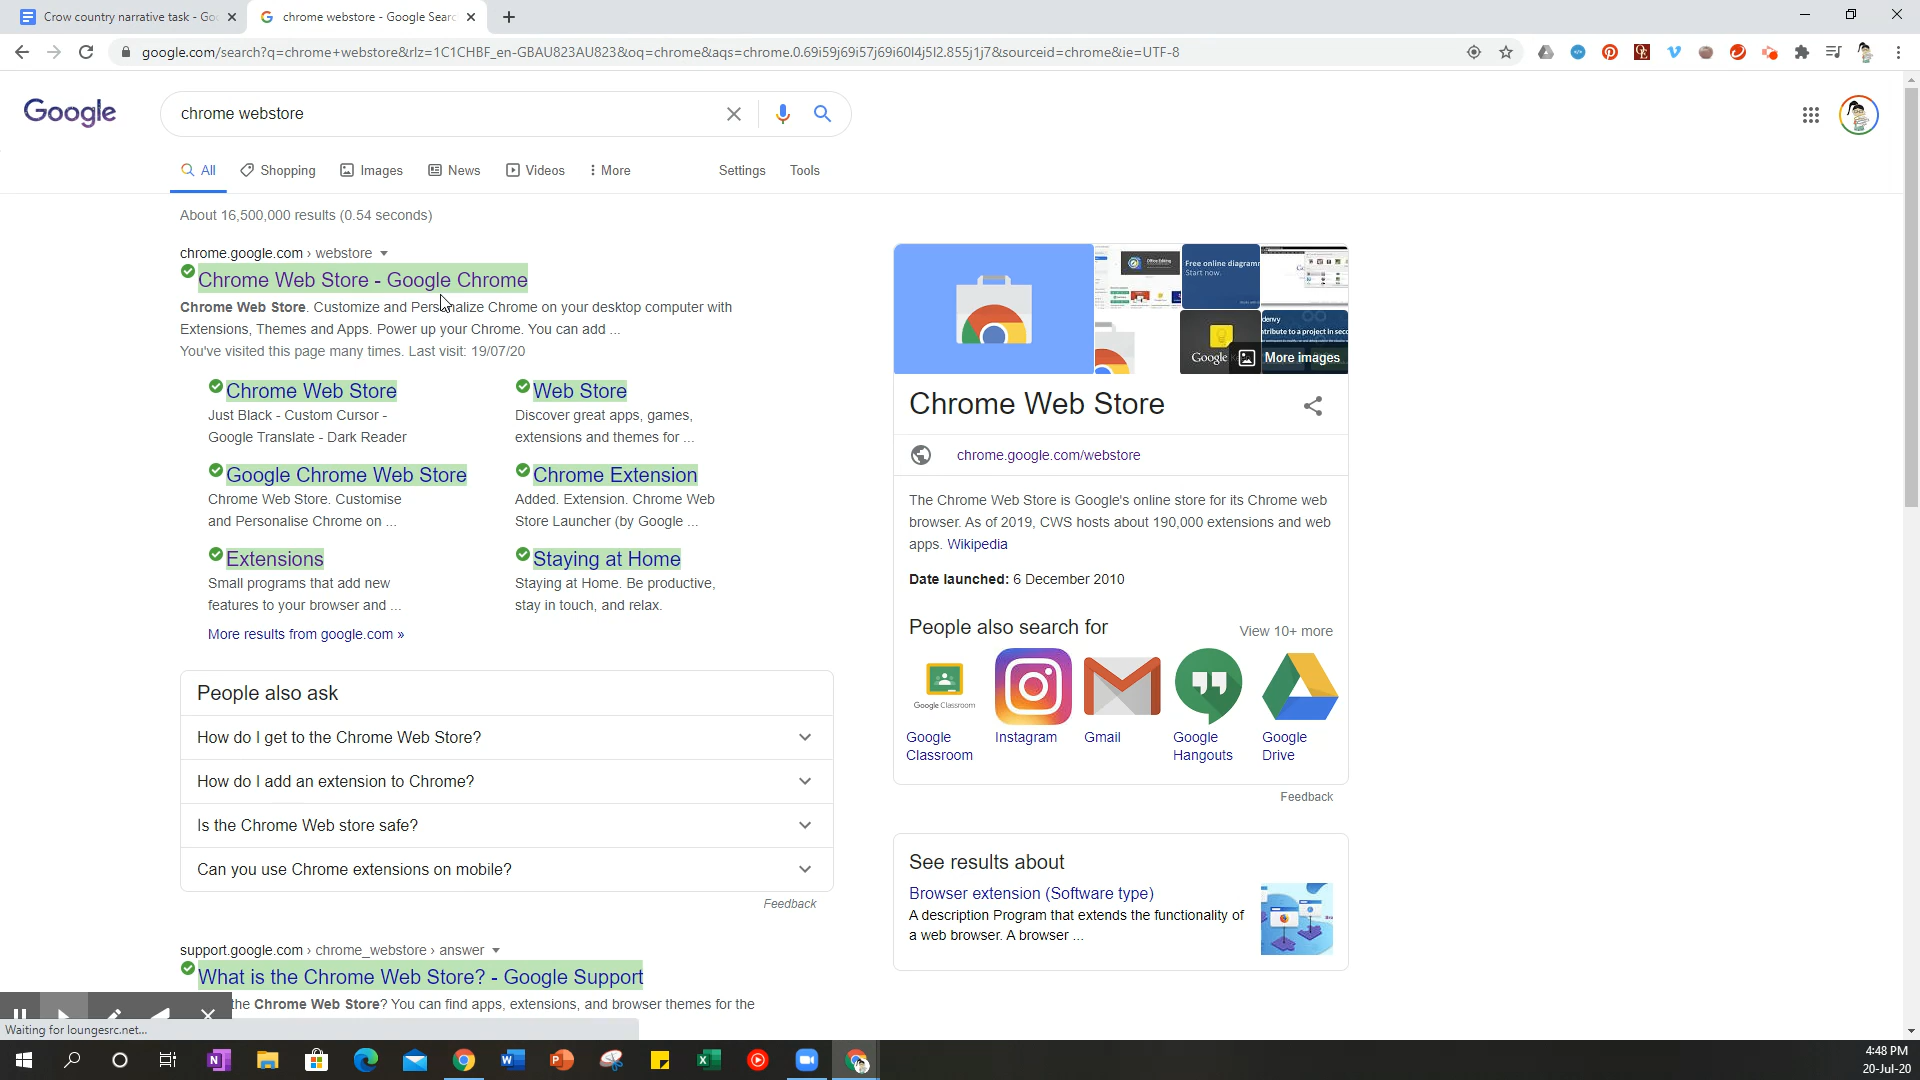 Crow country narrative task - Go
chrome webstore - Google Searc
google.com/search?q=chrome+webstore&rlz=1C1CHBF_en-GBAU823AU823&oq=chrome&aqs=chrome.0.69i59j69i57j69i60l4j5l2.855j1j7&sourceid=chrome&ie=UTF-8
Google
chrome webstore
All
Shopping
Images
News
Videos
More
Settings
Tools
About 16,500,000 results (0.54 seconds)
chrome.google.com › webstore
Chrome Web Store - Google Chrome
Chrome Web Store. Customize and Personalize Chrome on your desktop computer with
Extensions, Themes and Apps. Power up your Chrome. You can add ...
You've visited this page many times. Last visit: 19/07/20
Chrome Web Store
Just Black - Custom Cursor -
Google Translate - Dark Reader
Web Store
Discover great apps, games,
extensions and themes for ...
Google Chrome Web Store
Chrome Web Store. Customise
and Personalise Chrome on ...
Chrome Extension
Added. Extension. Chrome Web
Store Launcher (by Google ...
Extensions
Small programs that add new
features to your browser and ...
Staying at Home
Staying at Home. Be productive,
stay in touch, and relax.
More results from google.com »
People also ask
How do I get to the Chrome Web Store?
How do I add an extension to Chrome?
Is the Chrome Web store safe?
Can you use Chrome extensions on mobile?
Feedback
support.google.com › chrome_webstore › answer
What is the Chrome Web Store? - Google Support
the Chrome Web Store? You can find apps, extensions, and browser themes for the
Waiting for loungesrc.net...
Free online diagram
Start now.
Google
More images
Chrome Web Store
chrome.google.com/webstore
The Chrome Web Store is Google's online store for its Chrome web
browser. As of 2019, CWS hosts about 190,000 extensions and web
apps. Wikipedia
Date launched: 6 December 2010
People also search for
View 10+ more
Google Classroom
Google
Classroom
Instagram
Gmail
Google
Hangouts
Google
Drive
Feedback
See results about
Browser extension (Software type)
A description Program that extends the functionality of
a web browser. A browser ...
4:48 PM
20-Jul-20